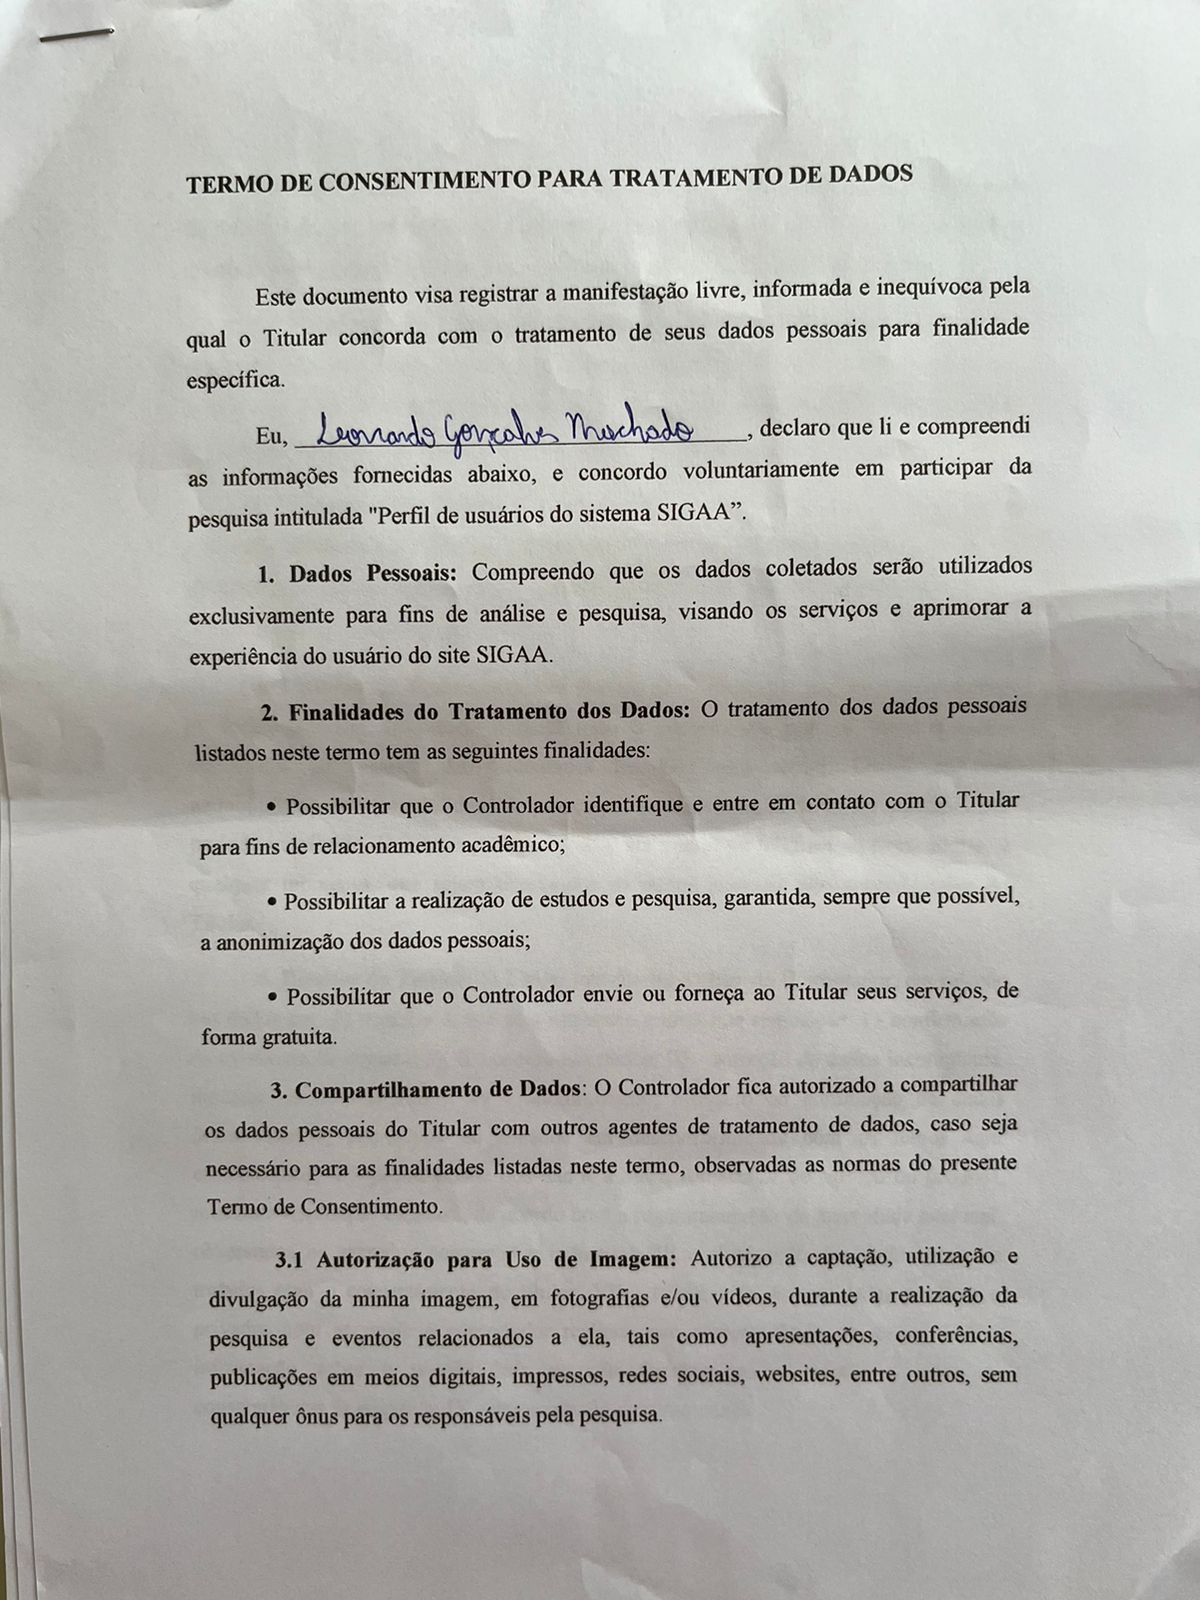 TERMO DE CONSENTIMENTO PARA TRATAMENTO DE DADOS
Este documento visa registrar a manifestação livre, informada e inequívoca pela
qual o Titular concorda com o tratamento de seus dados pessoais para finalidade
específica.
Eu, Leonardo Gonçalves Machado, declaro que li e compreendi
as informações fornecidas abaixo, e concordo voluntariamente em participar da
pesquisa intitulada "Perfil de usuários do sistema SIGAA”.
1. Dados Pessoais: Compreendo que os dados coletados serão utilizados
exclusivamente para fins de análise e pesquisa, visando os serviços e aprimorar a
experiência do usuário do site SIGAA.
2. Finalidades do Tratamento dos Dados: O tratamento dos dados pessoais
listados neste termo tem as seguintes finalidades:
• Possibilitar que o Controlador identifique e entre em contato com o Titular
para fins de relacionamento acadêmico;
• Possibilitar a realização de estudos e pesquisa, garantida, sempre que possível,
a anonimização dos dados pessoais;
• Possibilitar que o Controlador envie ou forneça ao Titular seus serviços, de
forma gratuita.
3. Compartilhamento de Dados: O Controlador fica autorizado a compartilhar
os dados pessoais do Titular com outros agentes de tratamento de dados, caso seja
necessário para as finalidades listadas neste termo, observadas as normas do presente
Termo de Consentimento.
3.1 Autorização para Uso de Imagem: Autorizo a captação, utilização e
divulgação da minha imagem, em fotografias e/ou vídeos, durante a realização da
pesquisa e eventos relacionados a ela, tais como apresentações, conferências,
publicações em meios digitais, impressos, redes sociais, websites, entre outros, sem
qualquer ônus para os responsáveis pela pesquisa.